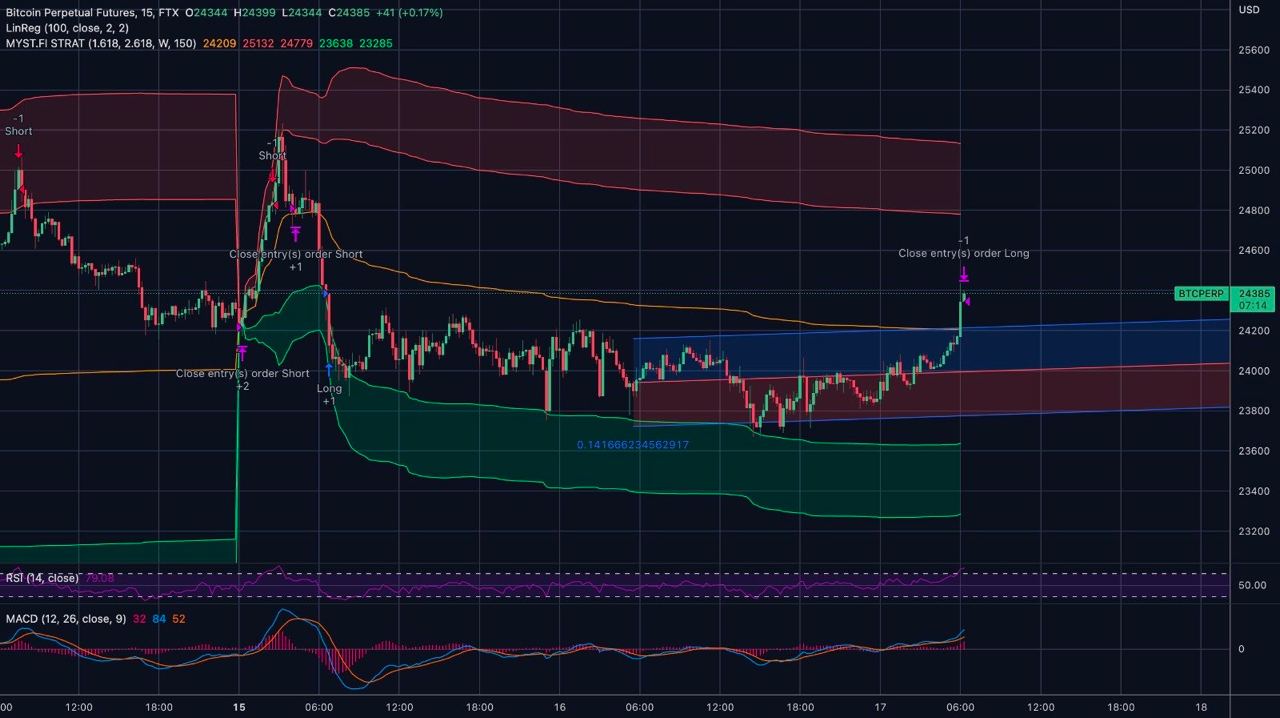 Bitcoin Perpetual Futures, 15, FTX O24344 H24399 L24344 C24385 +41 (+0.17%)
LinReg (100, close, 2, 2)
MYST.FI STRAT (1.618, 2.618, W, 150) 24209 25132 24779 23638 23285
USD
25600
25400
25200
25000
24800
24600
BTCPERP 24385
07:14
24200
24000
23800
23600
23400
23200
-1
Short
-1
Short
Close entry(s) order Short
+1
-1
Close entry(s) order Long
Close entry(s) order Short
+2
Long
+1
0.141666234562917
RSI (14, close) 79.08
50.00
MACD (12, 26, close, 9) 32 84 52
0
:00 12:00 18:00 15 06:00 12:00 18:00 16 06:00 12:00 18:00 17 06:00 12:00 18:00 18